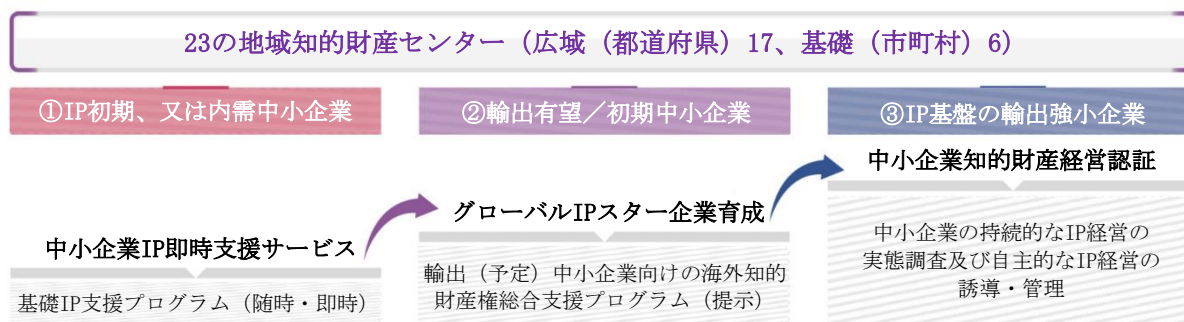 23の地域知的財産センター（広域（都道府県）17、基礎（市町村）6）
①IP初期、又は内需中小企業
中小企業IP即時支援サービス
基礎IP支援プログラム（随時・即時）
②輸出有望／初期中小企業
グローバルIPスター企業育成
輸出（予定）中小企業向けの海外知的
財産権総合支援プログラム（提示）
③IP基盤の輸出強小企業
中小企業知的財産経営認証
中小企業の持続的なIP経営の
実態調査及び自主的なIP経営の
誘導・管理